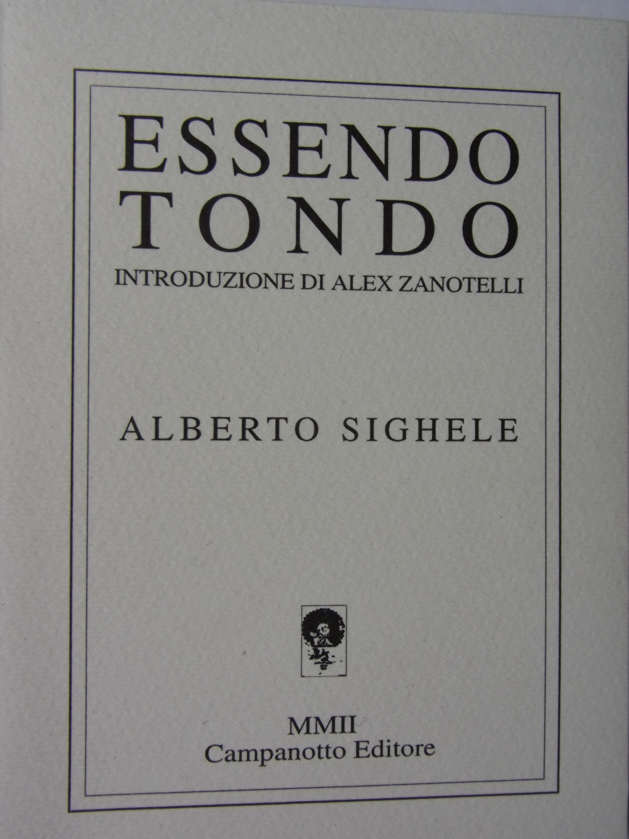 ESSENDO
TONDO
INTRODUZIONE DI ALEX ZANOTELLI
ALBERTO SIGHELE
MMII
Campanotto Editore